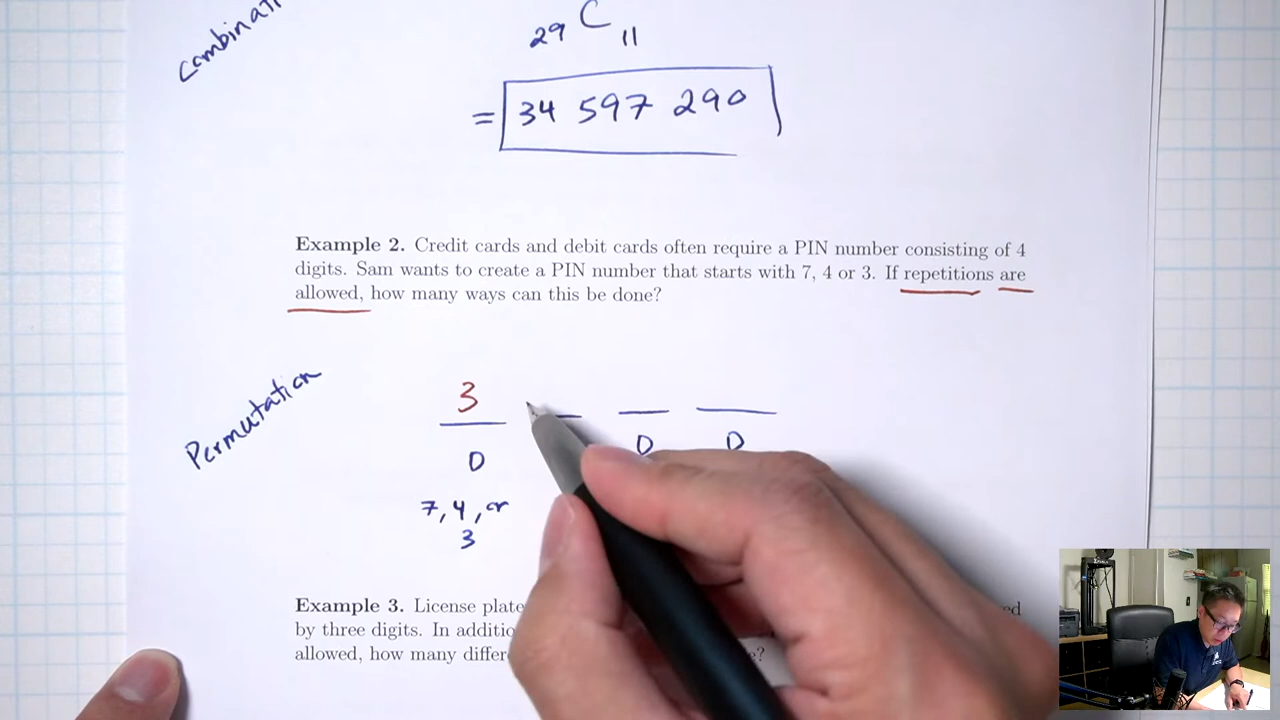 29 C 11
= 34 597 290
Example 2. Credit cards and debit cards often require a PIN number consisting of 4
digits. Sam wants to create a PIN number that starts with 7, 4 or 3. If repetitions are
allowed, how many ways can this be done?
Permutation
3
D D D
7, 4, or
3
Example 3. License plate
by three digits. In additio
allowed, how many differ